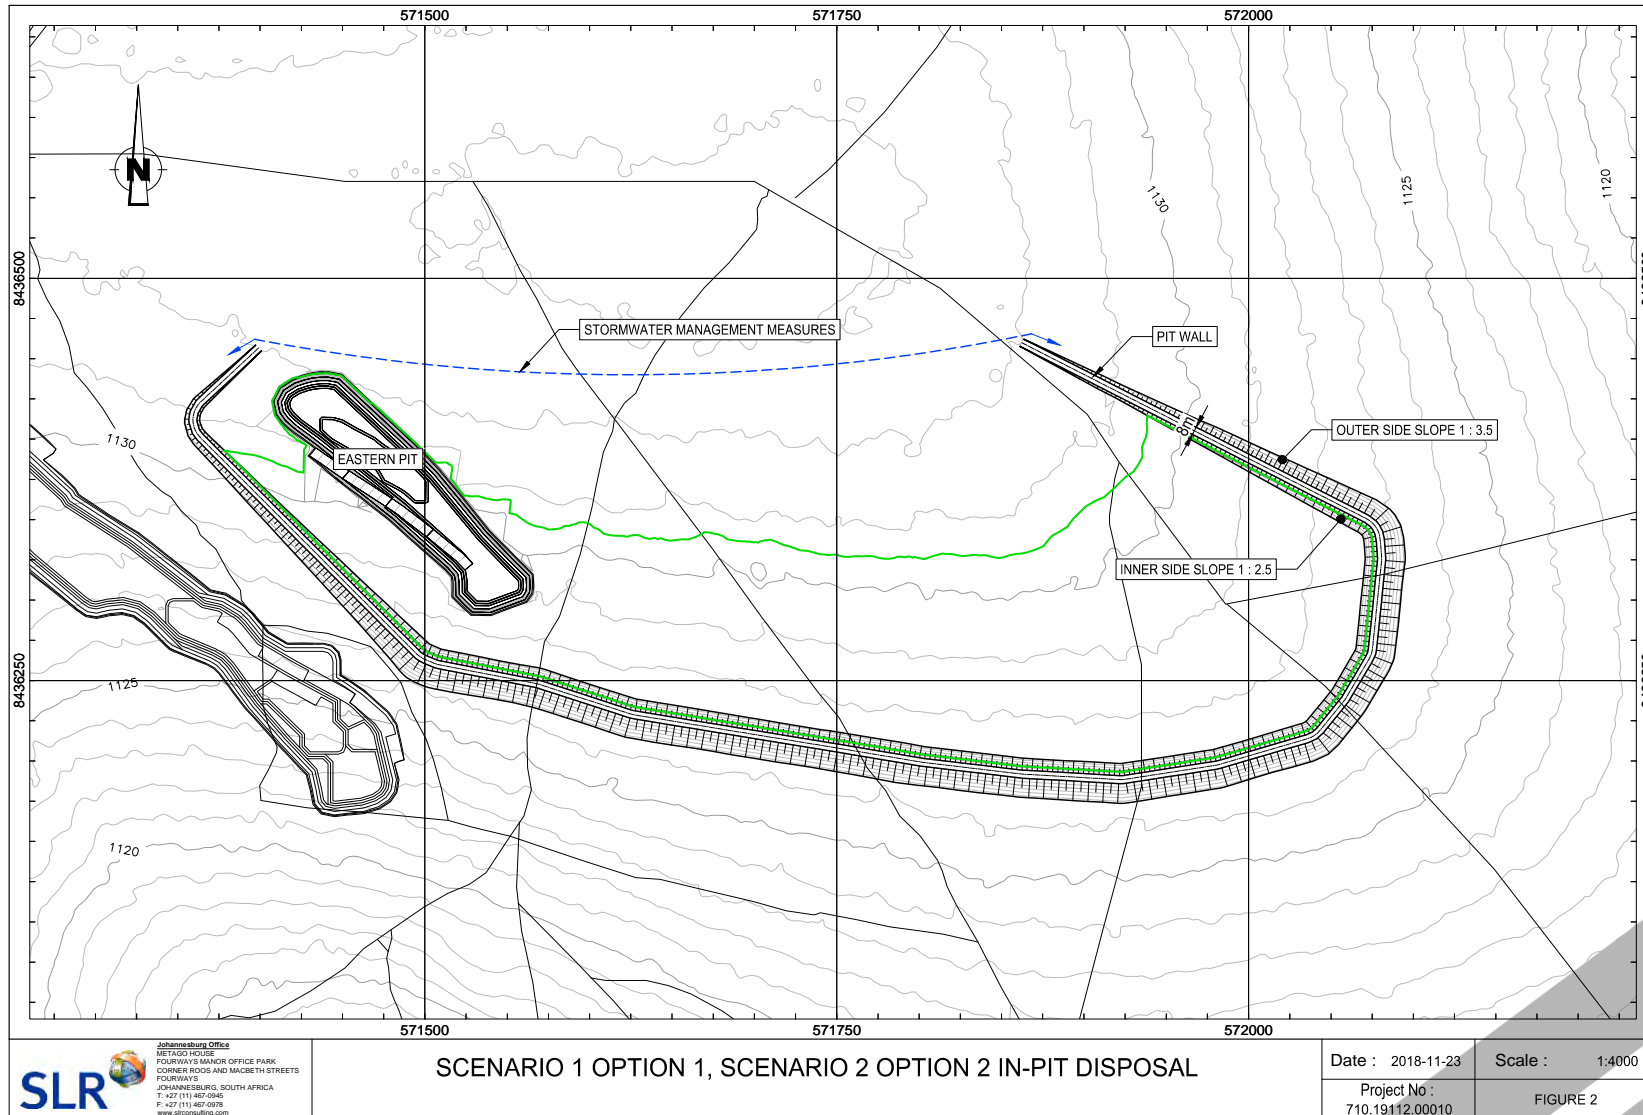 571500
571750
572000
N
1130
1125
1120
8436500
STORMWATER MANAGEMENT MEASURES
PIT WALL
8m
OUTER SIDE SLOPE 1 : 3.5
1130
EASTERN PIT
INNER SIDE SLOPE 1 : 2.5
8436250
1125
1120
571500
571750
572000
SLR
Johannesburg Office
METAGO HOUSE
FOURWAYS MANOR OFFICE PARK
CORNER ROOS AND MACBETH STREETS
FOURWAYS
JOHANNESBURG, SOUTH AFRICA
T: +27 (11) 467-0945
F: +27 (11) 467-0978
www.slrconsulting.com
SCENARIO 1 OPTION 1, SCENARIO 2 OPTION 2 IN-PIT DISPOSAL
Date : 2018-11-23
Scale : 1:4000
Project No :
710.19112.00010
FIGURE 2